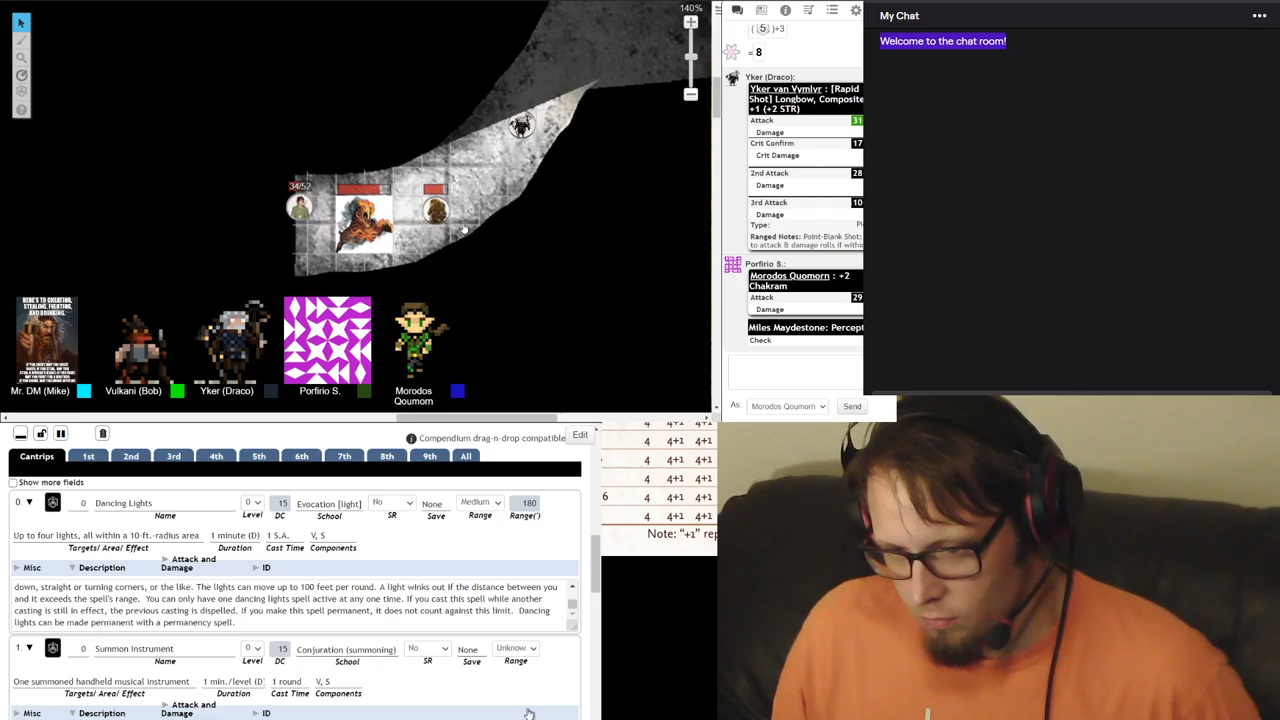 140%
34/52
HERE'S TO CHEATING,
STEALING, FIGHTING,
AND DRINKING.
Mr. DM (Mike)
Vulkani (Bob)
Yker (Draco)
Porfirio S.
Morodos
Qoumorn
(5)+3
=8
Yker (Draco):
Yker van Vymlyr : [Rapid
Shot] Longbow, Composite
+1 (+2 STR)
Attack 31
Damage
Crit Confirm 17
Crit Damage
2nd Attack 28
Damage
3rd Attack 10
Damage
Type: Pi
Ranged Notes: Point-Blank Shot:
to attack & damage rolls if within
Porfirio S.:
Morodos Quomorn : +2
Chakram
Attack 29
Damage
Miles Maydestone: Percept
Check
As: Morodos Qoumorn Send
My Chat
Welcome to the chat room!
Compendium drag-n-drop compatible
Edit
Cantrips 1st 2nd 3rd 4th 5th 6th 7th 8th 9th All
Show more fields
0 0 Dancing Lights 0 15 Evocation [light] No None Medium 180
Name Level DC School SR Save Range Range(')
Up to four lights, all within a 10-ft.-radius area 1 minute (D) 1 S.A. V, S
Targets/Area/Effect Duration Cast Time Components
Misc Description Attack and Damage ID
down, straight or turning corners, or the like. The lights can move up to 100 feet per round. A light winks out if the distance between you
and it exceeds the spell's range. You can only have one dancing lights spell active at any one time. If you cast this spell while another
casting is still in effect, the previous casting is dispelled. If you make this spell permanent, it does not count against this limit. Dancing
lights can be made permanent with a permanency spell.
1. 0 Summon Instrument 0 15 Conjuration (summoning) No None Unknow
Name Level DC School SR Save Range
One summoned handheld musical instrument 1 min./level (D) 1 round V, S
Targets/Area/Effect Duration Cast Time Components
Misc Description Attack and Damage ID
4 4+1 4+1
4 4+1 4+1
6 4 4+1 4+1
4 4+1 4+1
Note: "+1" rep